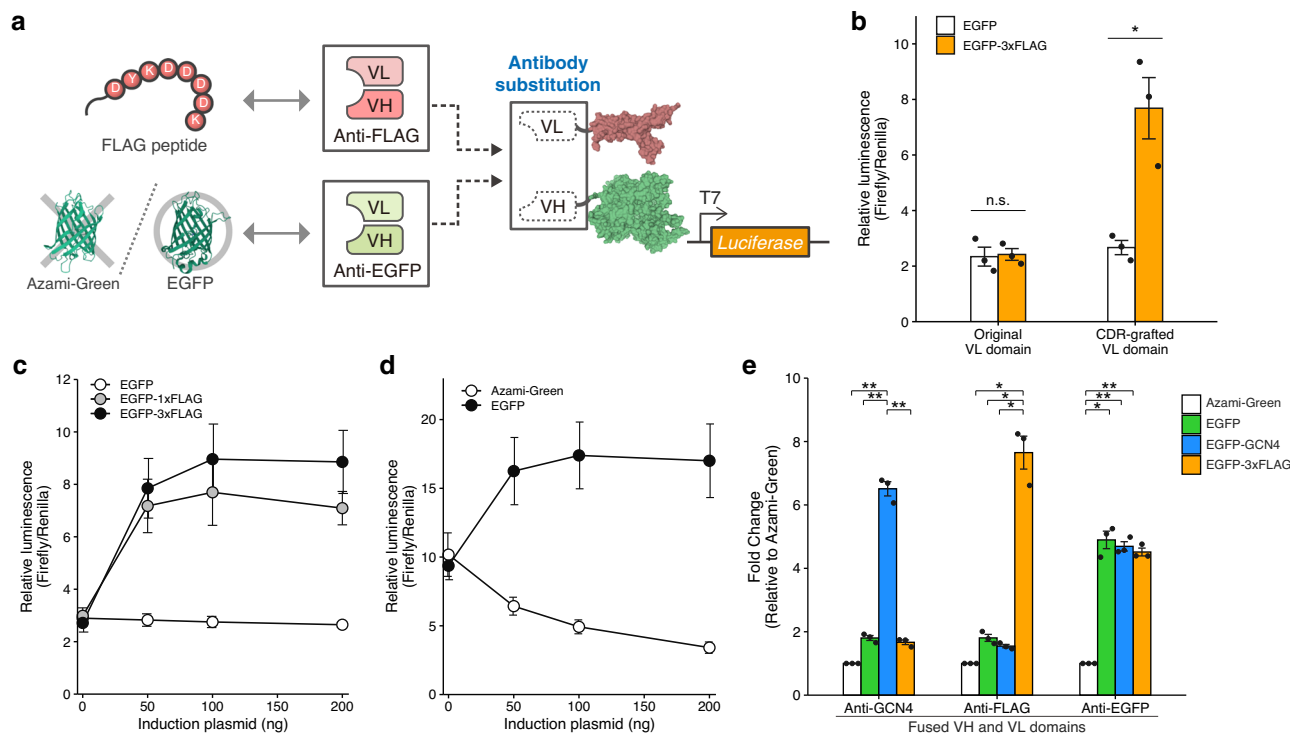 a
D Y K D D D D K
FLAG peptide
Azami-Green
EGFP
VL
VH
Anti-FLAG
VL
VH
Anti-EGFP
Antibody
substitution
VL
VH
T7
Luciferase
b
EGFP
EGFP-3xFLAG
Relative luminescence
(Firefly/Renilla)
10
8
6
4
2
0
n.s.
*
Original
VL domain
CDR-grafted
VL domain
c
EGFP
EGFP-1xFLAG
EGFP-3xFLAG
Relative luminescence
(Firefly/Renilla)
12
10
8
6
4
2
0
0 50 100 150 200
Induction plasmid (ng)
d
Azami-Green
EGFP
Relative luminescence
(Firefly/Renilla)
20
15
10
5
0
0 50 100 150 200
Induction plasmid (ng)
e
Azami-Green
EGFP
EGFP-GCN4
EGFP-3xFLAG
Fold Change
(Relative to Azami-Green)
10
8
6
4
2
0
**
**
**
*
*
*
**
**
*
Anti-GCN4 Anti-FLAG Anti-EGFP
Fused VH and VL domains